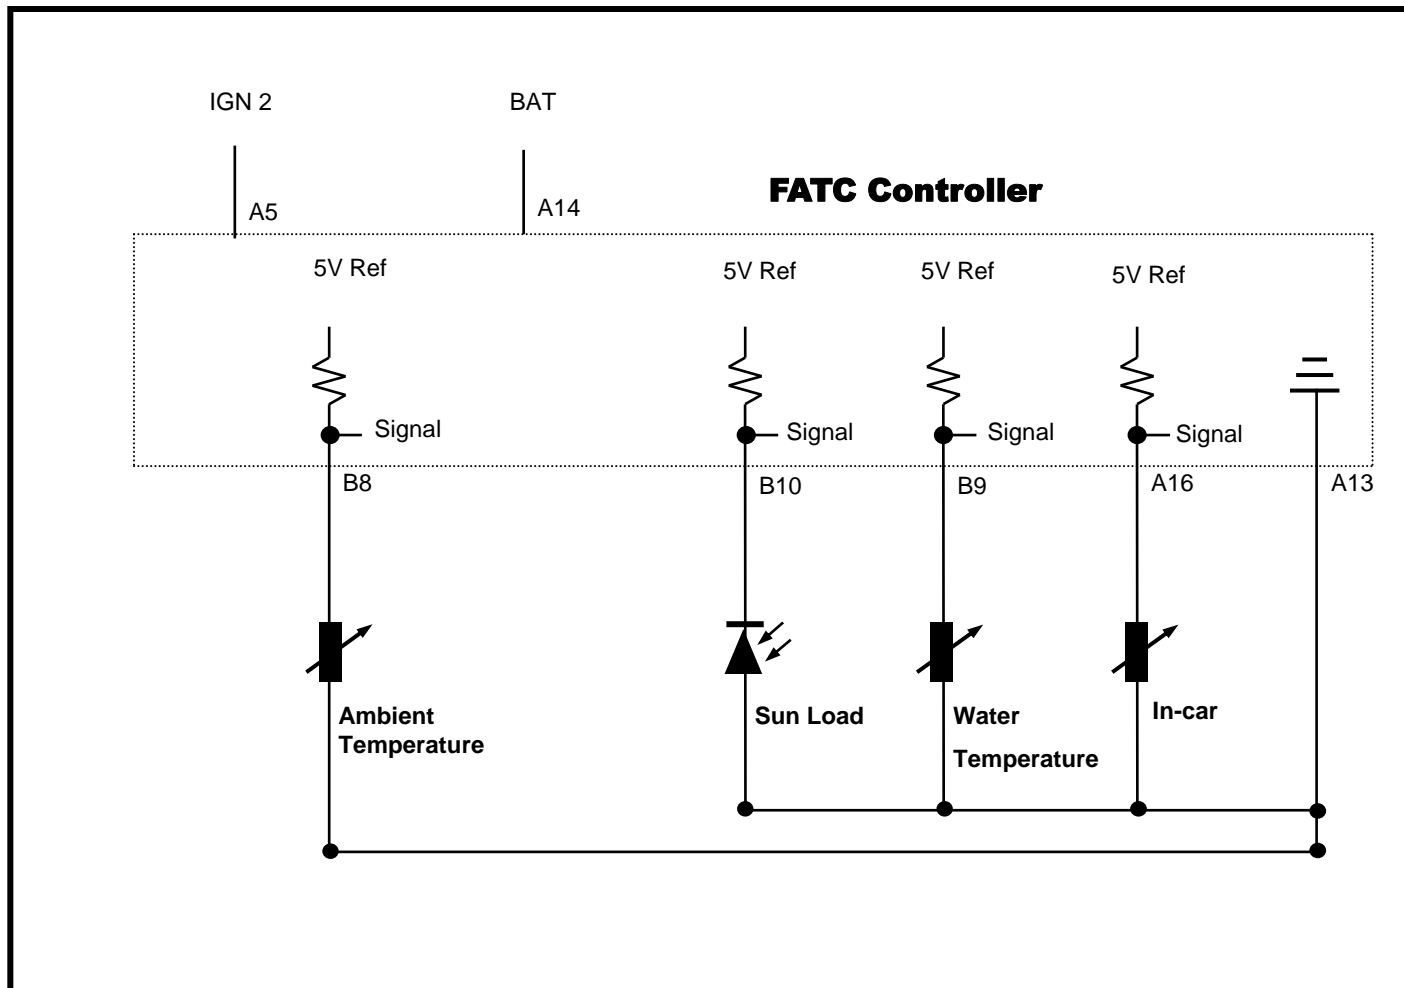 IGN 2
BAT
A5
A14
FATC Controller
5V Ref
5V Ref
5V Ref
5V Ref
Signal
Signal
Signal
Signal
B8
B10
B9
A16
A13
Ambient
Temperature
Sun Load
Water
Temperature
In-car